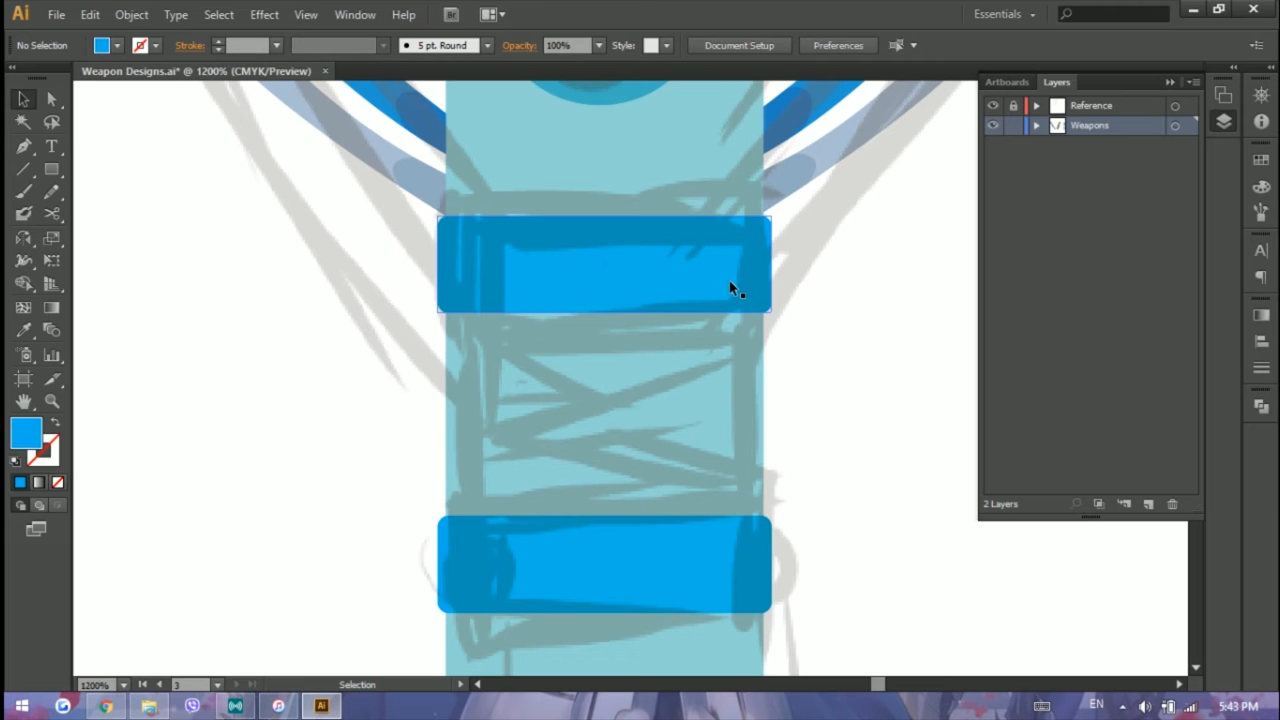 Ai File Edit Object Type Select Effect View Window Help Br Essentials
No Selection Stroke: 5 pt. Round Opacity: 100% Style: Document Setup Preferences
Weapon Designs.ai* @ 1200% (CMYK/Preview) ×
Artboards Layers
Reference
Weapons
2 Layers
1200% 3 Selection
Ai EN 5:43 PM